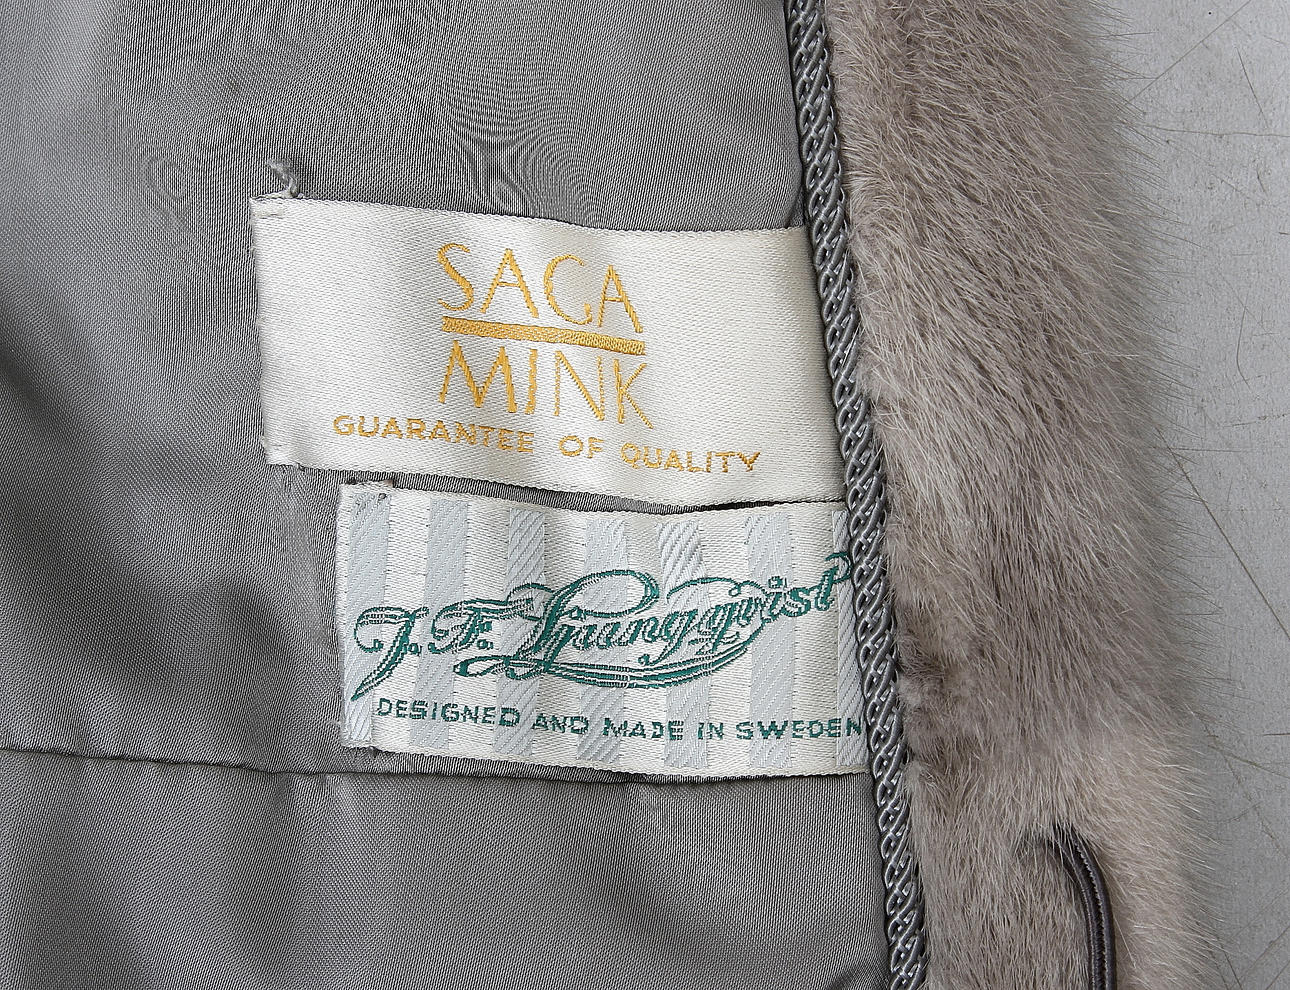 SAGA
MINK
GUARANTEE OF QUALITY
J. F. Ljungqvist
DESIGNED AND MADE IN SWEDEN